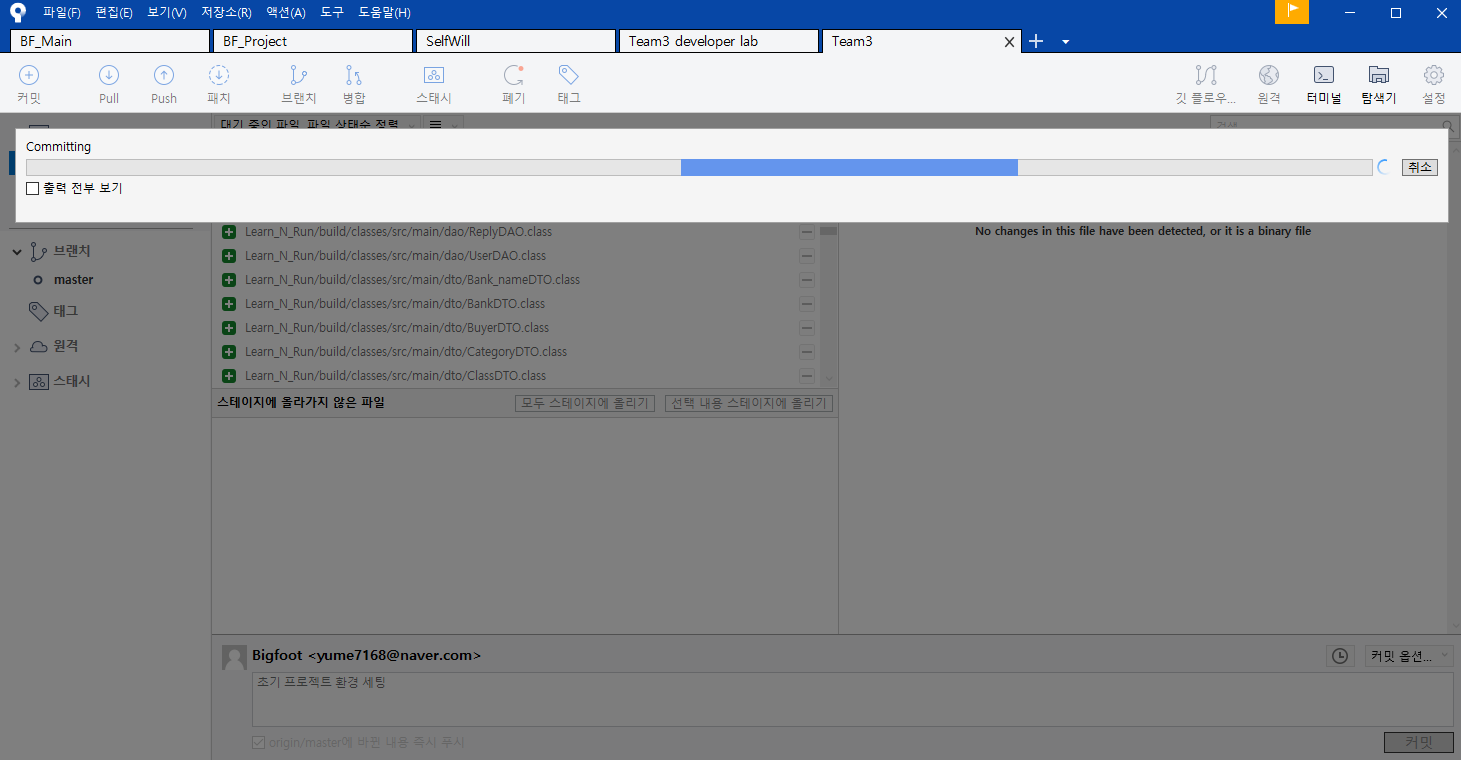 파일(F) 편집(E) 보기(V) 저장소(R) 액션(A) 도구 도움말(H)
BF_Main BF_Project SelfWill Team3 developer lab Team3
커밋 Pull Push 패치 브랜치 병합 스태시 폐기 태그 깃 플로우... 원격 터미널 탐색기 설정
대기 중인 파일, 파일 상태순 정렬 검색
Committing
취소
출력 전부 보기
Learn_N_Run/build/classes/src/main/dao/ReplyDAO.class
No changes in this file have been detected, or it is a binary file
브랜치
Learn_N_Run/build/classes/src/main/dao/UserDAO.class
master
Learn_N_Run/build/classes/src/main/dto/Bank_nameDTO.class
Learn_N_Run/build/classes/src/main/dto/BankDTO.class
태그
Learn_N_Run/build/classes/src/main/dto/BuyerDTO.class
원격
Learn_N_Run/build/classes/src/main/dto/CategoryDTO.class
스태시
Learn_N_Run/build/classes/src/main/dto/ClassDTO.class
스테이지에 올라가지 않은 파일 모두 스테이지에 올리기 선택 내용 스테이지에 올리기
Bigfoot <yume7168@naver.com> 커밋 옵션...
초기 프로젝트 환경 세팅
origin/master에 바뀐 내용 즉시 푸시
커밋